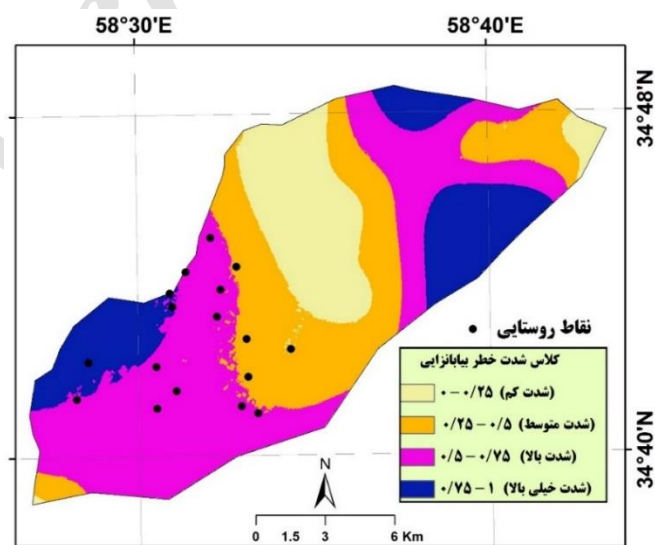 58°30'E 58°40'E
34°48'N
نقاط روستایی
کلاس شدت خطر بیابانزایی
۰ – ۰/۲۵ (شدت کم)
۰/۲۵ – ۰/۵ (شدت متوسط)
۰/۵ – ۰/۷۵ (شدت بالا)
۰/۷۵ – ۱ (شدت خیلی بالا)
34°40'N
N
0 1.5 3 6 Km